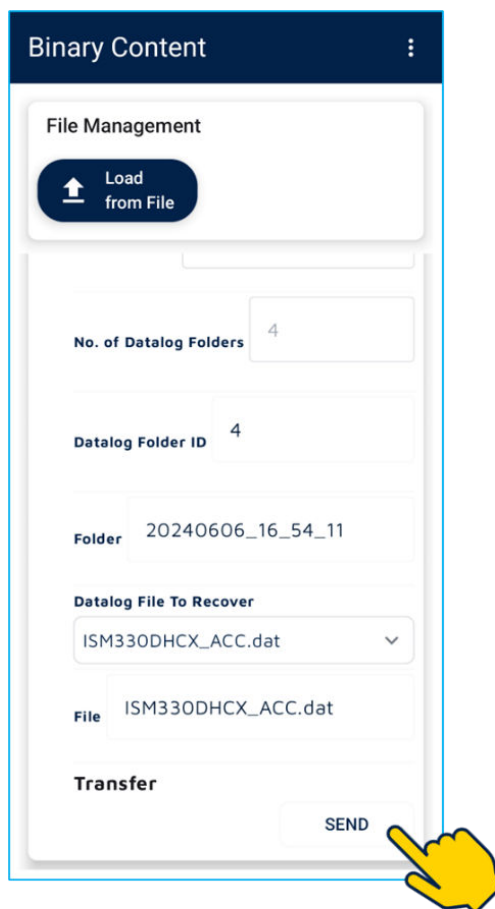 Binary Content
File Management
Load
from File
No. of Datalog Folders
4
Datalog Folder ID
4
Folder
20240606_16_54_11
Datalog File To Recover
ISM330DHCX_ACC.dat
File
ISM330DHCX_ACC.dat
Transfer
SEND